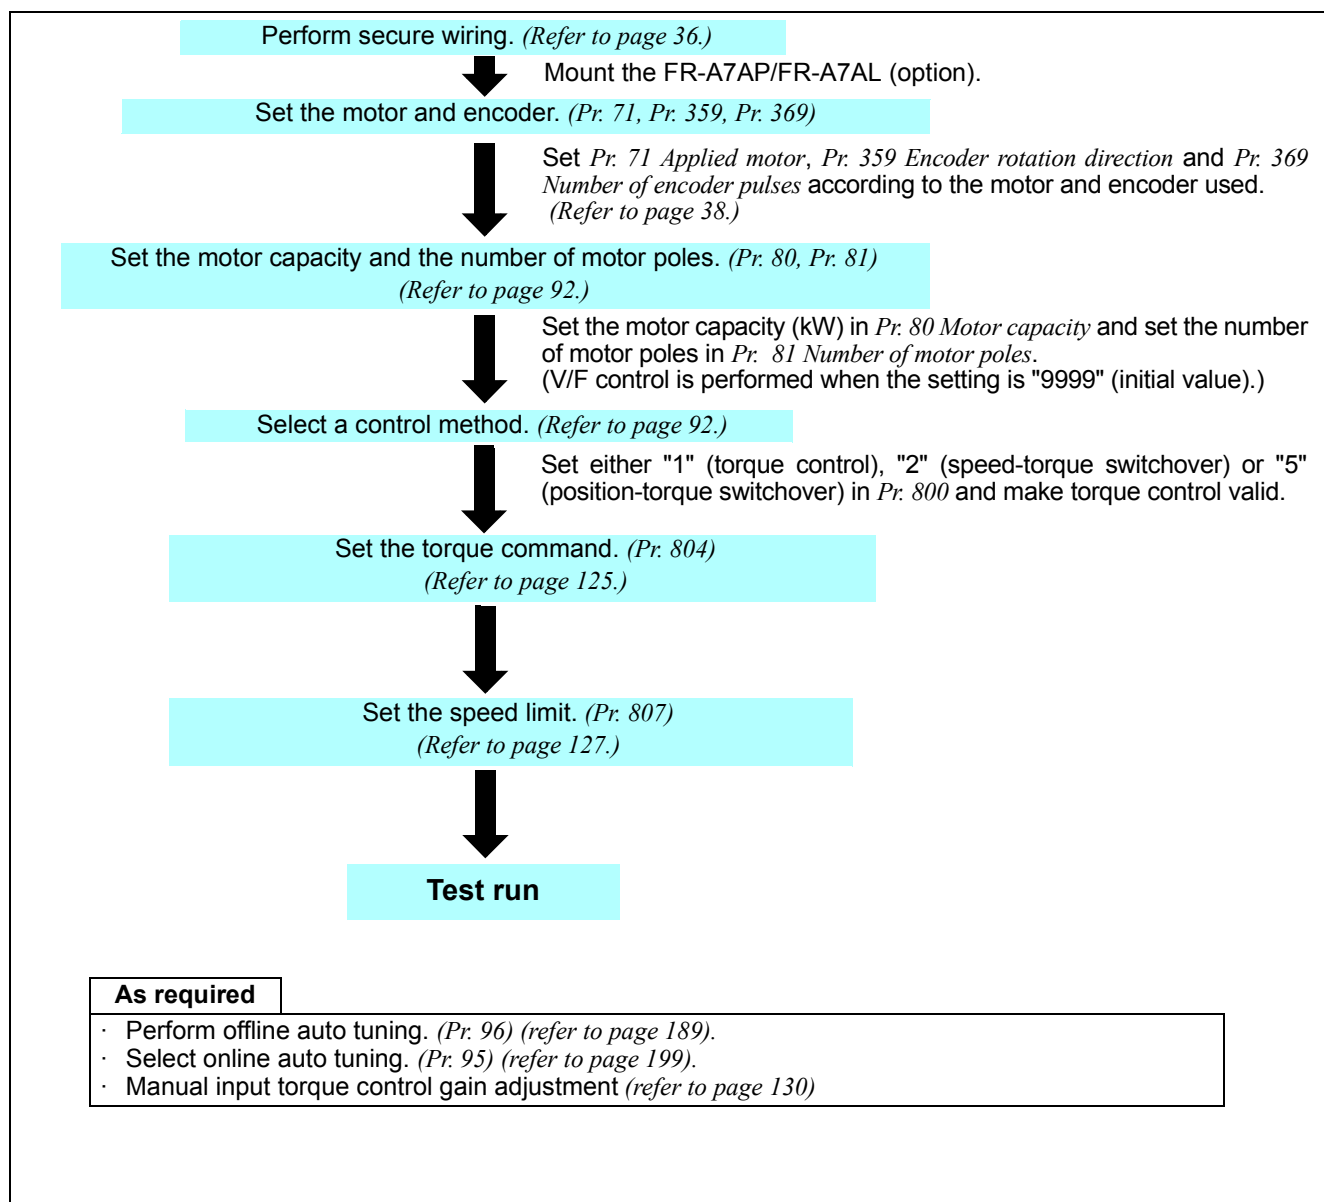 Perform secure wiring. (Refer to page 36.)
Mount the FR-A7AP/FR-A7AL (option).
Set the motor and encoder. (Pr. 71, Pr. 359, Pr. 369)
Set Pr. 71 Applied motor, Pr. 359 Encoder rotation direction and Pr. 369
Number of encoder pulses according to the motor and encoder used.
(Refer to page 38.)
Set the motor capacity and the number of motor poles. (Pr. 80, Pr. 81)
(Refer to page 92.)
Set the motor capacity (kW) in Pr. 80 Motor capacity and set the number
of motor poles in Pr. 81 Number of motor poles.
(V/F control is performed when the setting is "9999" (initial value).)
Select a control method. (Refer to page 92.)
Set either "1" (torque control), "2" (speed-torque switchover) or "5"
(position-torque switchover) in Pr. 800 and make torque control valid.
Set the torque command. (Pr. 804)
(Refer to page 125.)
Set the speed limit. (Pr. 807)
(Refer to page 127.)
Test run
As required
· Perform offline auto tuning. (Pr. 96) (refer to page 189).
· Select online auto tuning. (Pr. 95) (refer to page 199).
· Manual input torque control gain adjustment (refer to page 130)